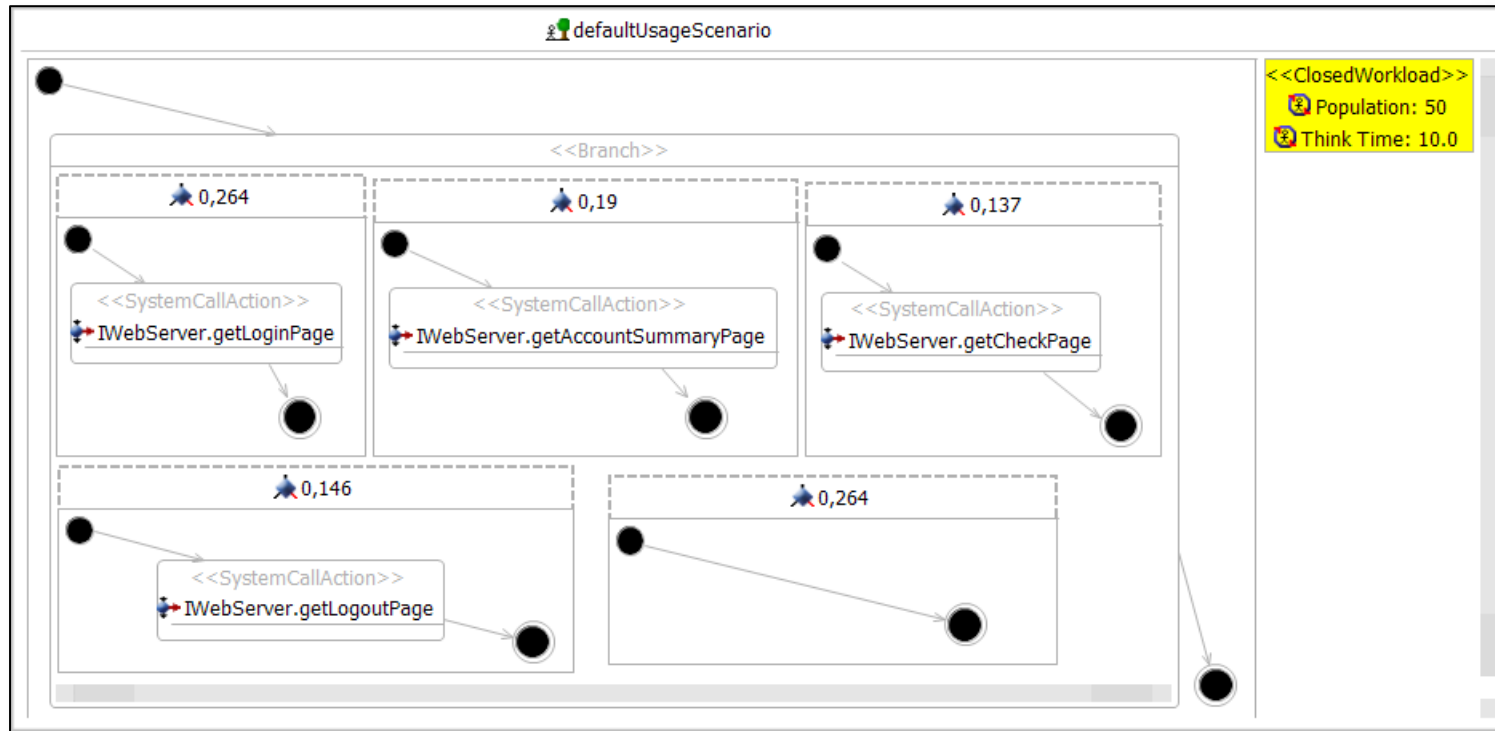 defaultUsageScenario
<<ClosedWorkload>>
Population: 50
Think Time: 10.0
<<Branch>>
0,264
0,19
0,137
<<SystemCallAction>>
IWebServer.getLoginPage
<<SystemCallAction>>
IWebServer.getAccountSummaryPage
<<SystemCallAction>>
IWebServer.getCheckPage
0,146
0,264
<<SystemCallAction>>
IWebServer.getLogoutPage